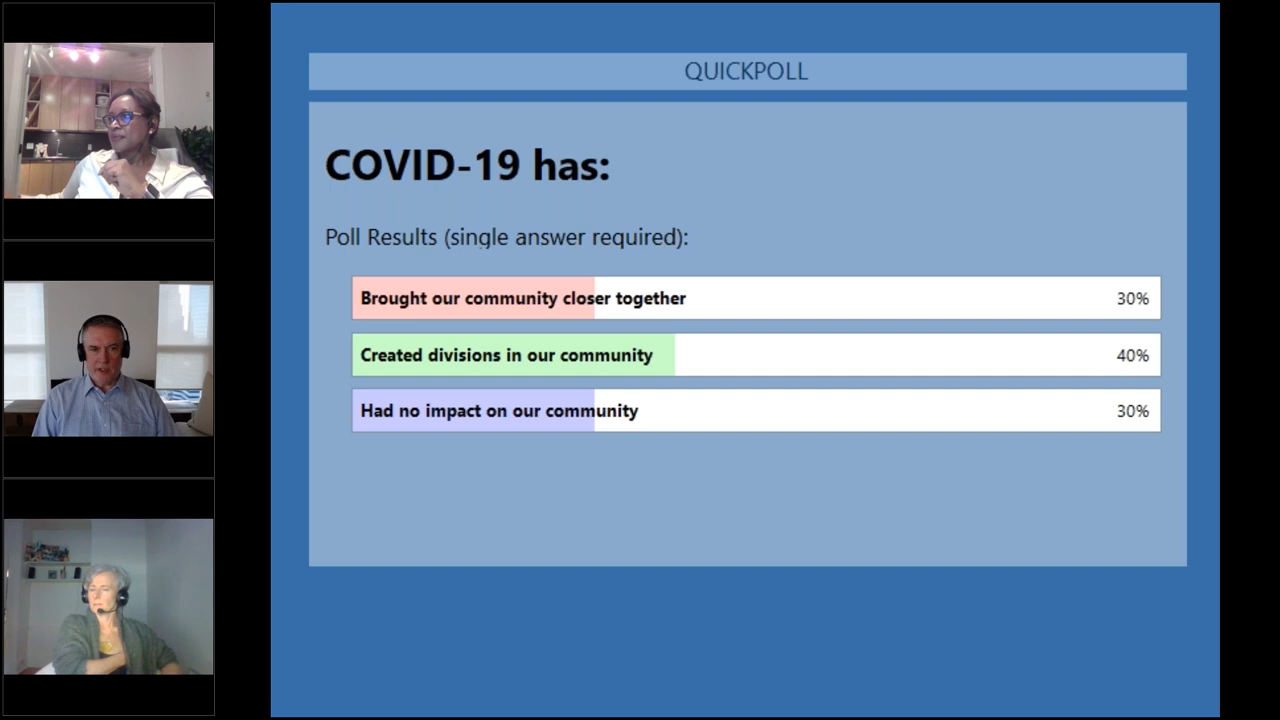 QUICKPOLL
COVID-19 has:
Poll Results (single answer required):
Brought our community closer together 30%
Created divisions in our community 40%
Had no impact on our community 30%